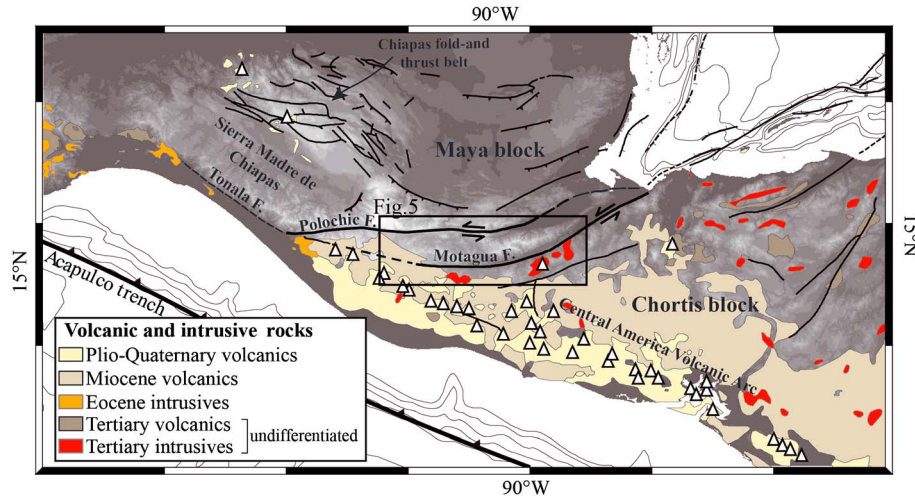 90°W
Chiapas fold-and
thrust belt
Maya block
Sierra Madre de
Chiapas
Tonala F.
Fig.5
Polochic F.
Motagua F.
15°N
15°N
Acapulco trench
Chortis block
Central America Volcanic Arc
Volcanic and intrusive rocks
Plio-Quaternary volcanics
Miocene volcanics
Eocene intrusives
Tertiary volcanics
Tertiary intrusives
undifferentiated
90°W